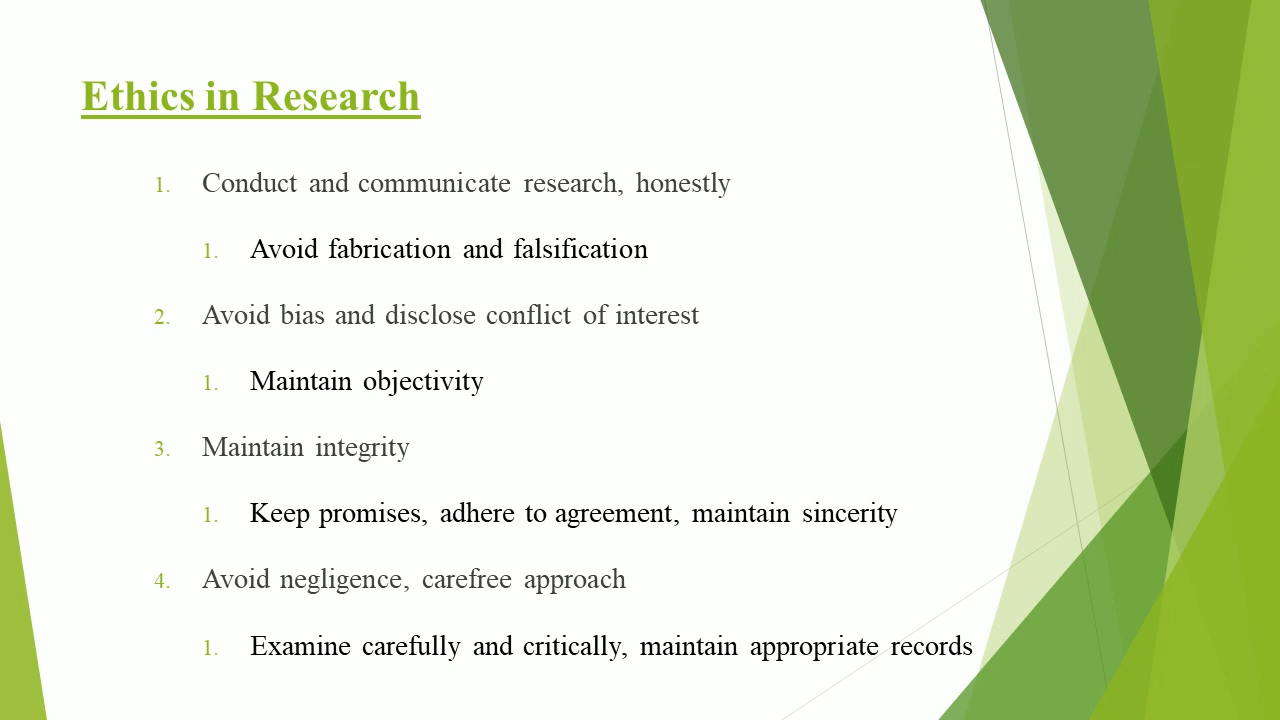 Ethics in Research
1. Conduct and communicate research, honestly
1. Avoid fabrication and falsification
2. Avoid bias and disclose conflict of interest
1. Maintain objectivity
3. Maintain integrity
1. Keep promises, adhere to agreement, maintain sincerity
4. Avoid negligence, carefree approach
1. Examine carefully and critically, maintain appropriate records